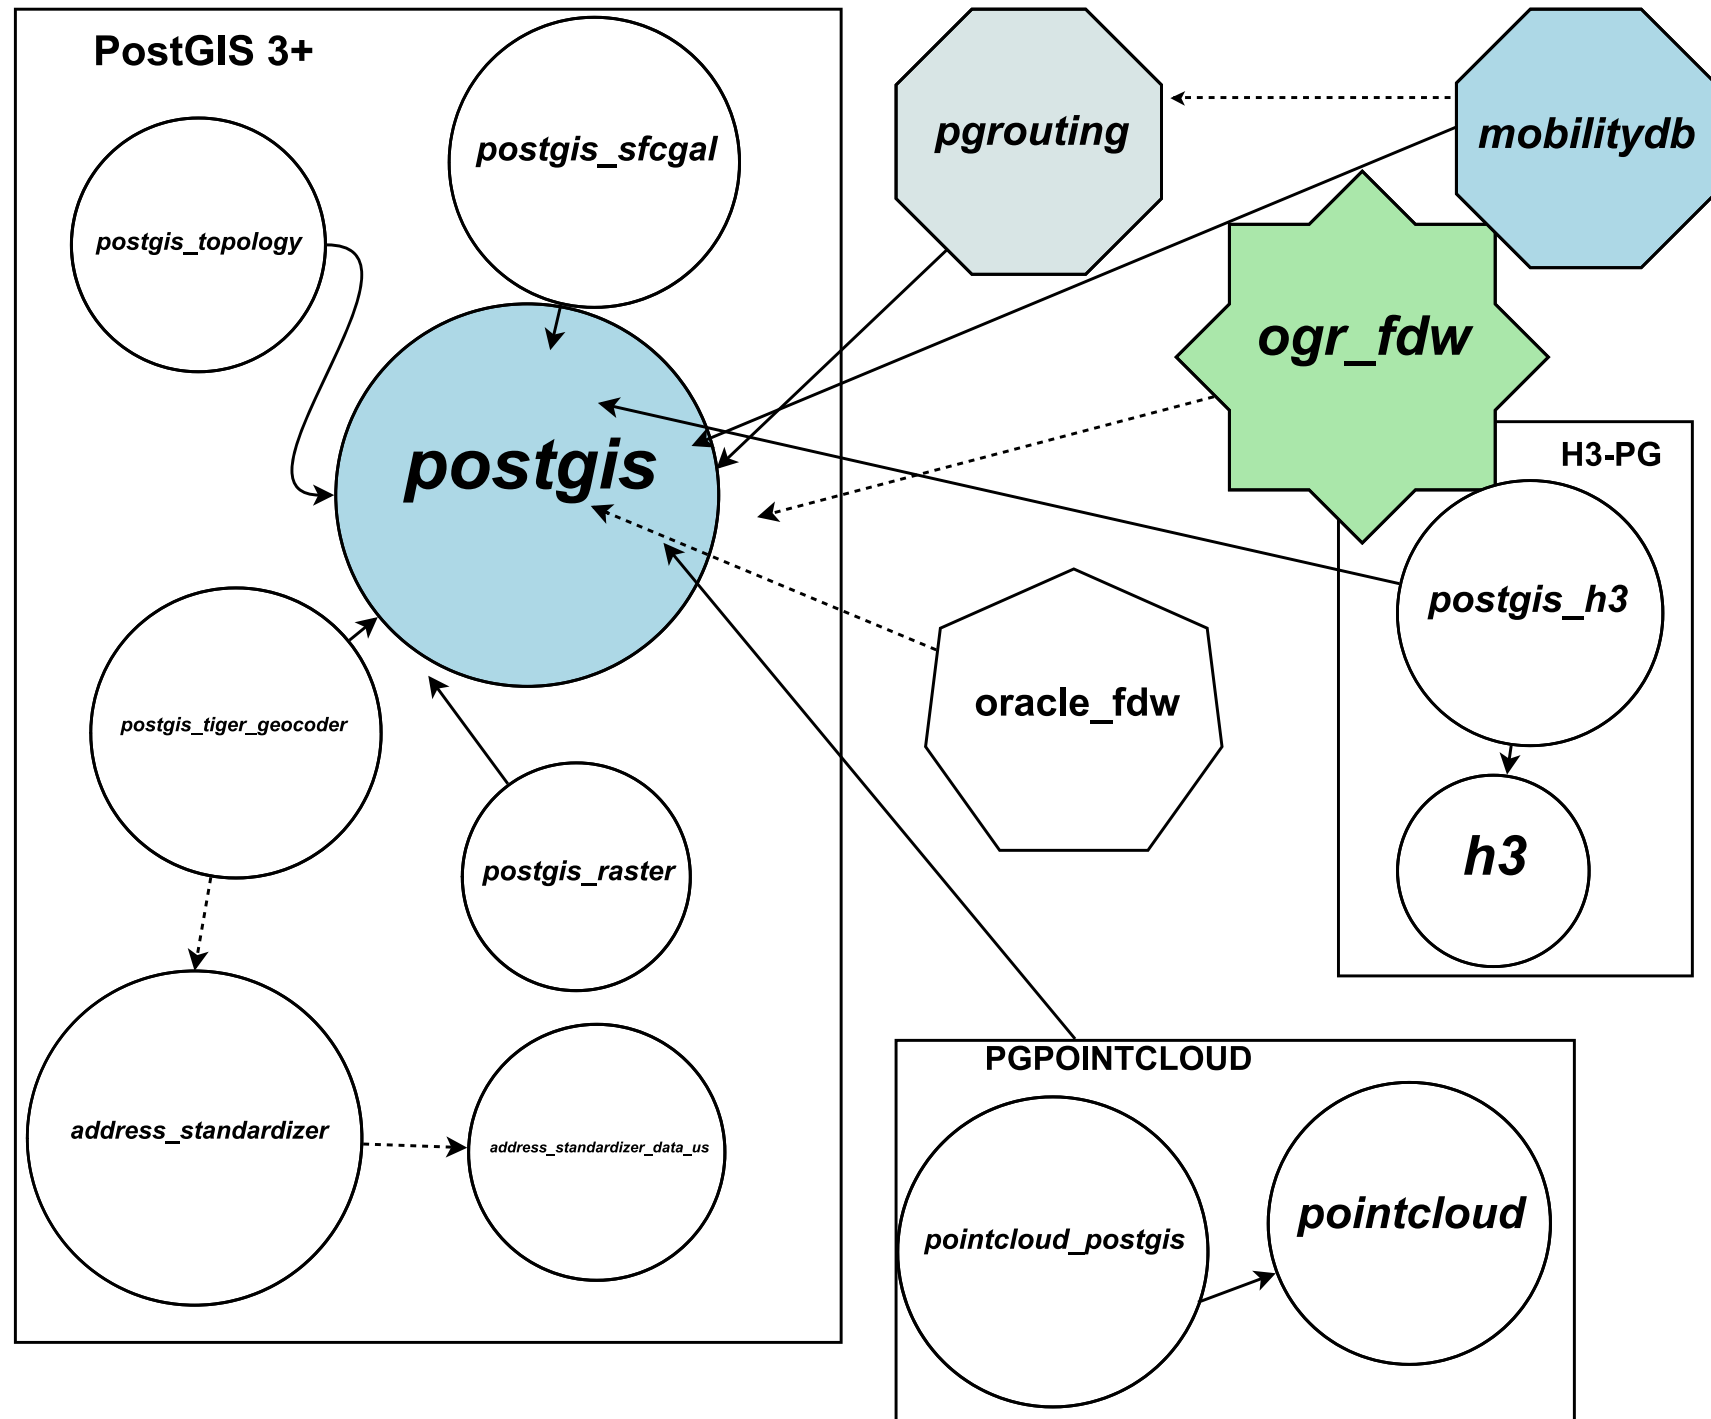 PostGIS 3+
postgis_sfcgal
postgis_topology
postgis
postgis_tiger_geocoder
postgis_raster
address_standardizer
address_standardizer_data_us
pgrouting
mobilitydb
ogr_fdw
oracle_fdw
H3-PG
postgis_h3
h3
PGPOINTCLOUD
pointcloud_postgis
pointcloud